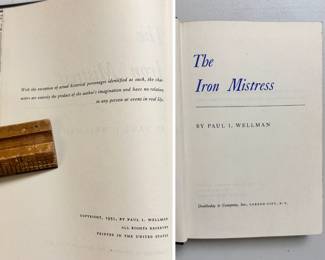 With the exception of actual historical personages identified as such, the char-
acters are entirely the product of the author's imagination and have no relation
to any person or event in real life.
COPYRIGHT, 1951, BY PAUL I. WELLMAN
ALL RIGHTS RESERVED
PRINTED IN THE UNITED STATES
The
Iron Mistress
BY PAUL I. WELLMAN
Doubleday & Company, Inc., GARDEN CITY, N. Y.